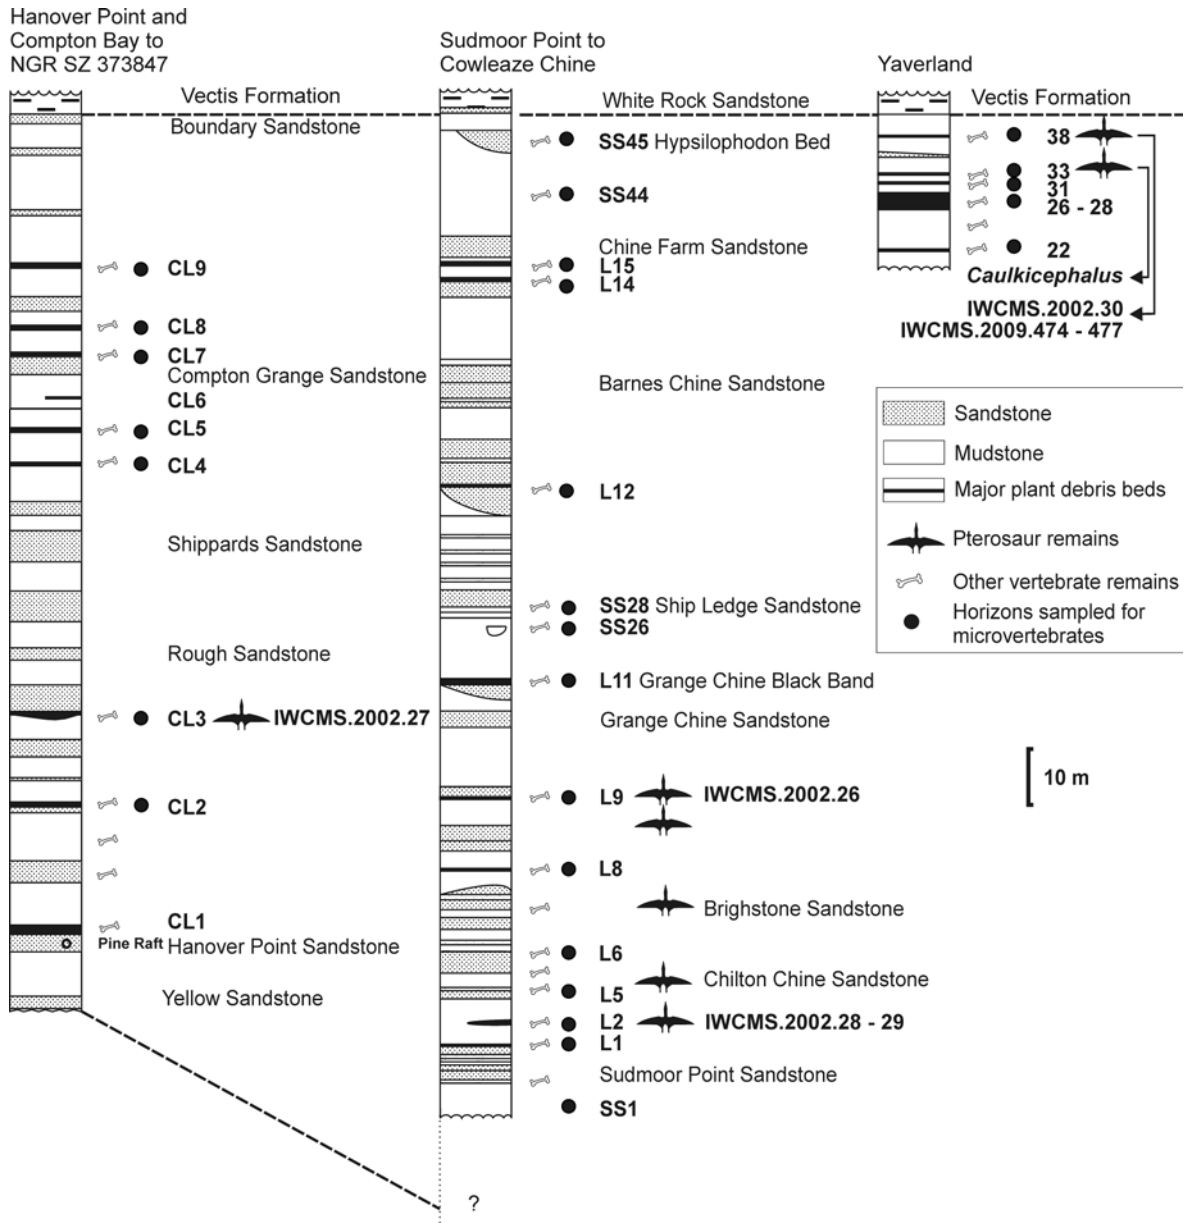 Hanover Point and
Compton Bay to
NGR SZ 373847
Vectis Formation
Boundary Sandstone
CL9
CL8
CL7
Compton Grange Sandstone
CL6
CL5
CL4
Shippards Sandstone
Rough Sandstone
CL3 IWCMS.2002.27
CL2
CL1
Pine Raft Hanover Point Sandstone
Yellow Sandstone
Sudmoor Point to
Cowleaze Chine
White Rock Sandstone
SS45 Hypsilophodon Bed
SS44
Chine Farm Sandstone
L15
L14
Barnes Chine Sandstone
L12
SS28 Ship Ledge Sandstone
SS26
L11 Grange Chine Black Band
Grange Chine Sandstone
L9 IWCMS.2002.26
L8
Brighstone Sandstone
L6
Chilton Chine Sandstone
L5
L2 IWCMS.2002.28 - 29
L1
Sudmoor Point Sandstone
SS1
?
Yaverland
Vectis Formation
38
33
31
26 - 28
22
Caulkicephalus
IWCMS.2002.30
IWCMS.2009.474 - 477
Sandstone
Mudstone
Major plant debris beds
Pterosaur remains
Other vertebrate remains
Horizons sampled for
microvertebrates
10 m